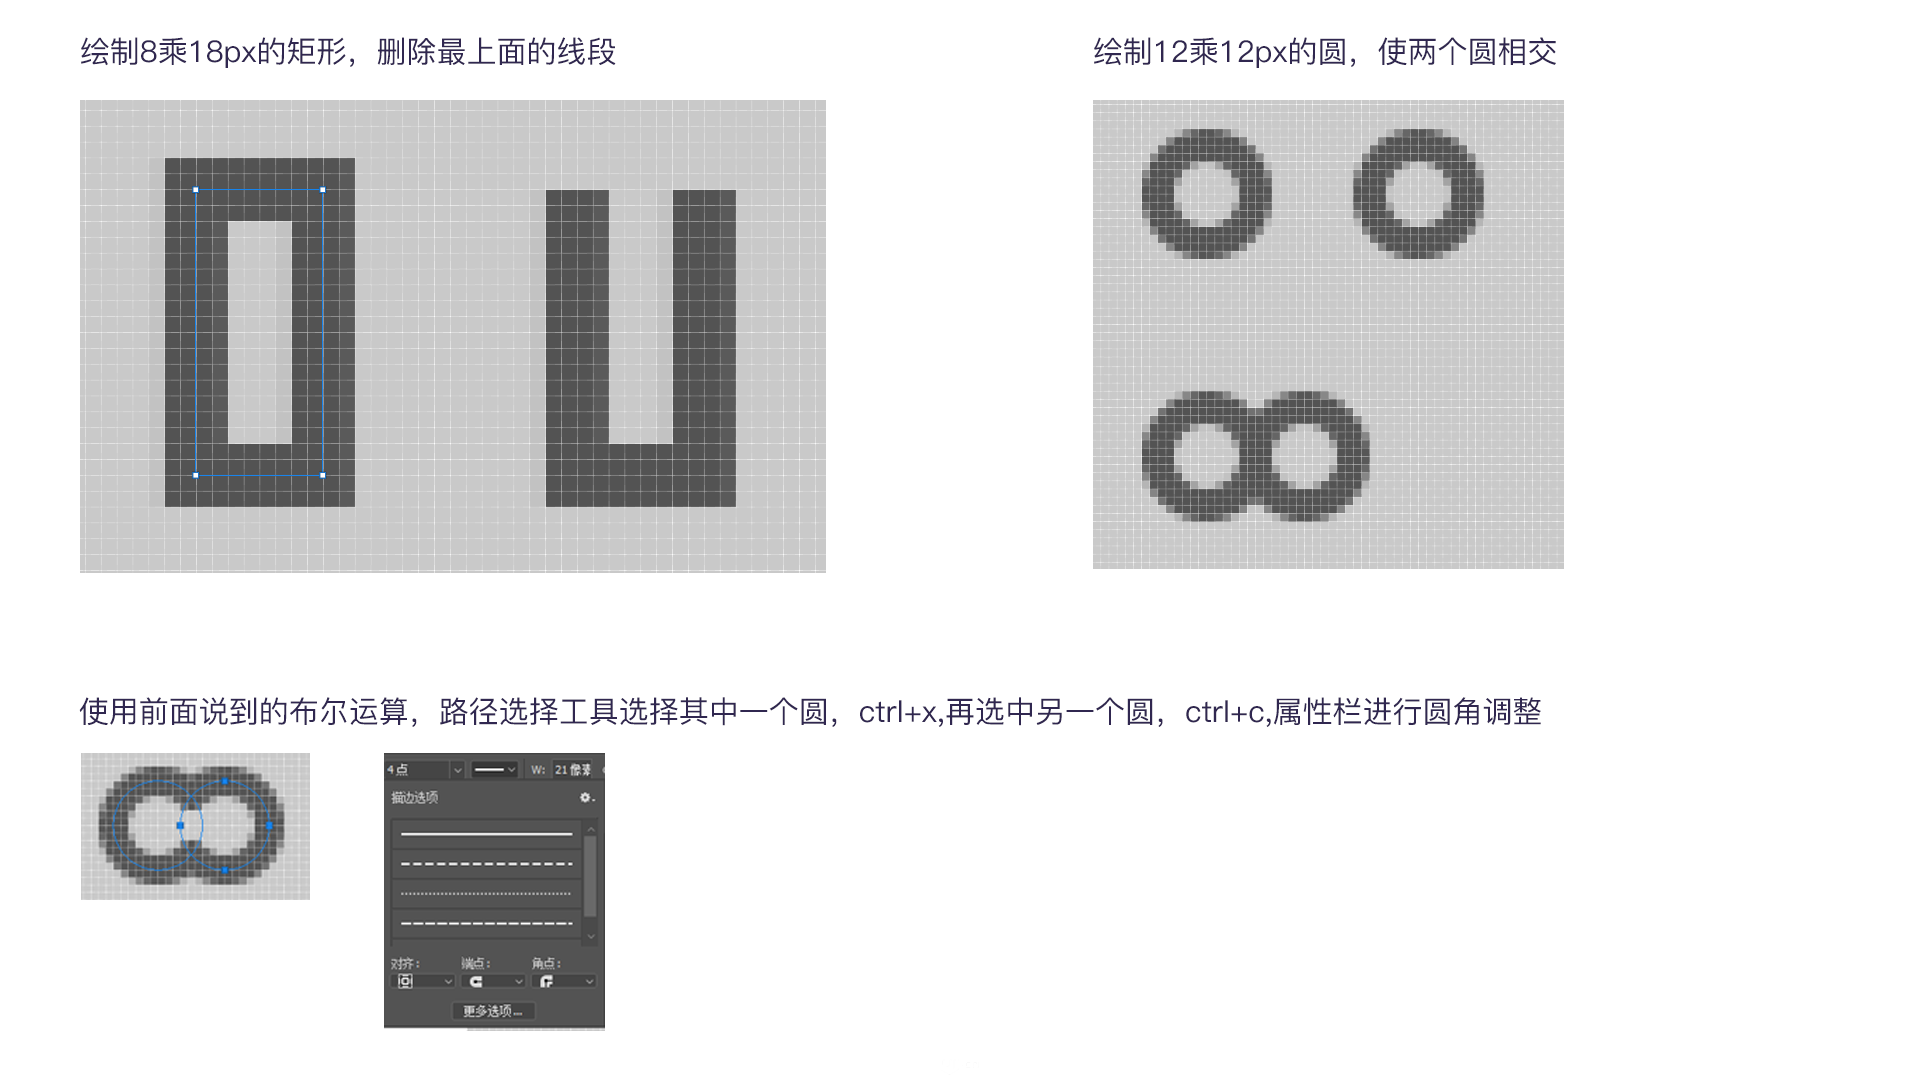 绘制8乘18px的矩形，删除最上面的线段
绘制12乘12px的圆，使两个圆相交
使用前面说到的布尔运算，路径选择工具选择其中一个圆，ctrl+x,再选中另一个圆，ctrl+c,属性栏进行圆角调整
4点 W: 21 像素
描边选项
对齐： 端点： 角点：
更多选项...